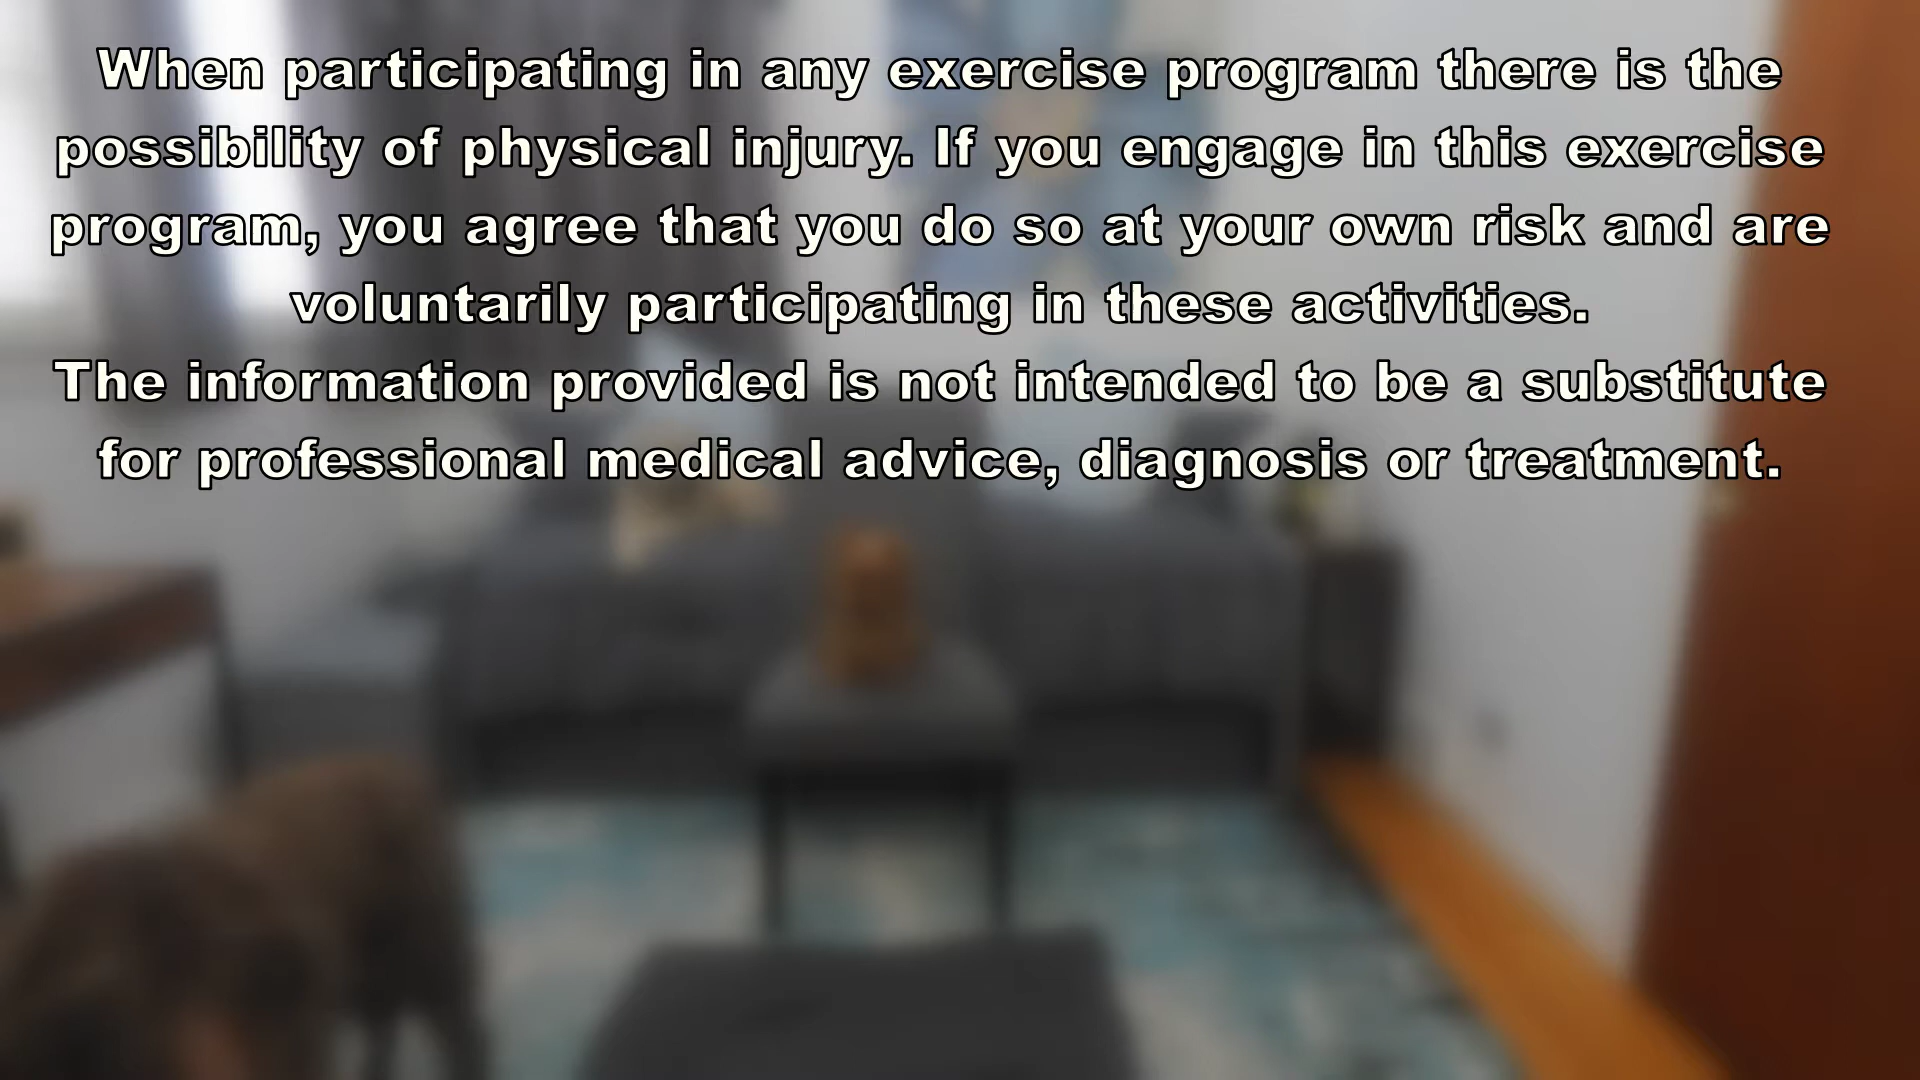 When participating in any exercise program there is the
possibility of physical injury. If you engage in this exercise
program, you agree that you do so at your own risk and are
voluntarily participating in these activities.
The information provided is not intended to be a substitute
for professional medical advice, diagnosis or treatment.